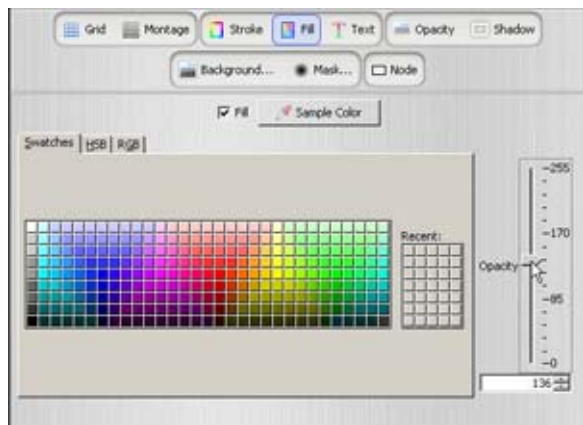 Grid Montage Stroke Fill Text Opacity Shadow
Background... Mask... Node
Fill Sample Color
Swatches HSB RGB
-255
-170
Recent:
Opacity
-85
-0
136